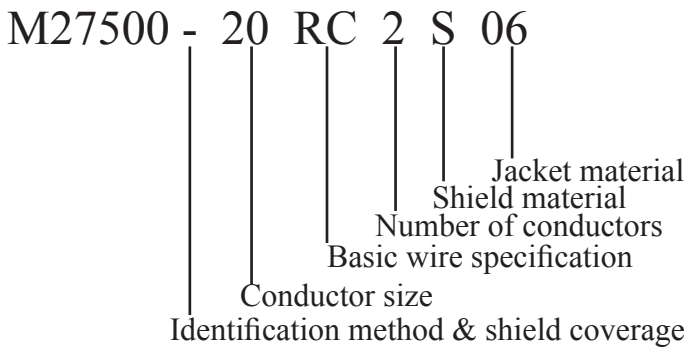 M27500 - 20 RC 2 S 06
Jacket material
Shield material
Number of conductors
Basic wire specification
Conductor size
Identification method & shield coverage